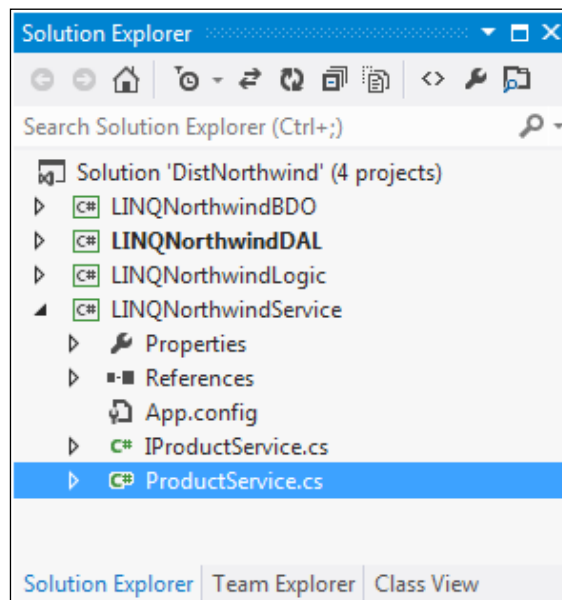 Solution Explorer
Search Solution Explorer (Ctrl+;)
Solution 'DistNorthwind' (4 projects)
C# LINQNorthwindBDO
C# LINQNorthwindDAL
C# LINQNorthwindLogic
C# LINQNorthwindService
Properties
References
App.config
C# IProductService.cs
C# ProductService.cs
Solution Explorer Team Explorer Class View